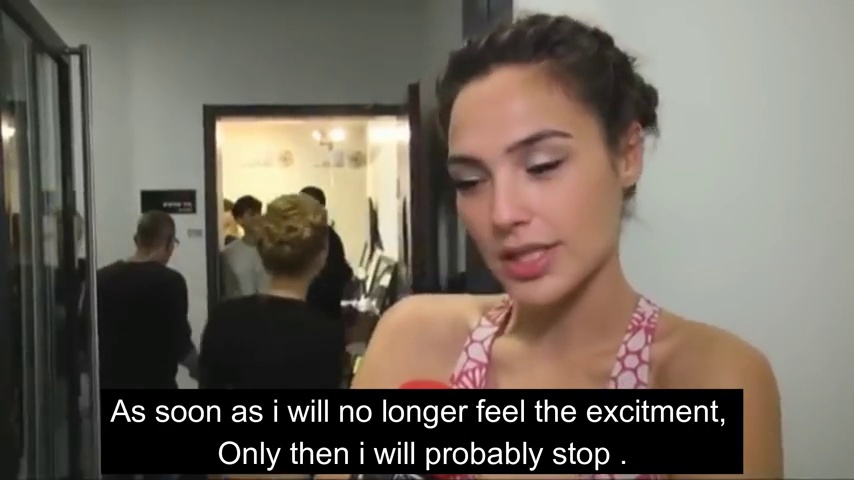 As soon as i will no longer feel the excitment,
Only then i will probably stop .